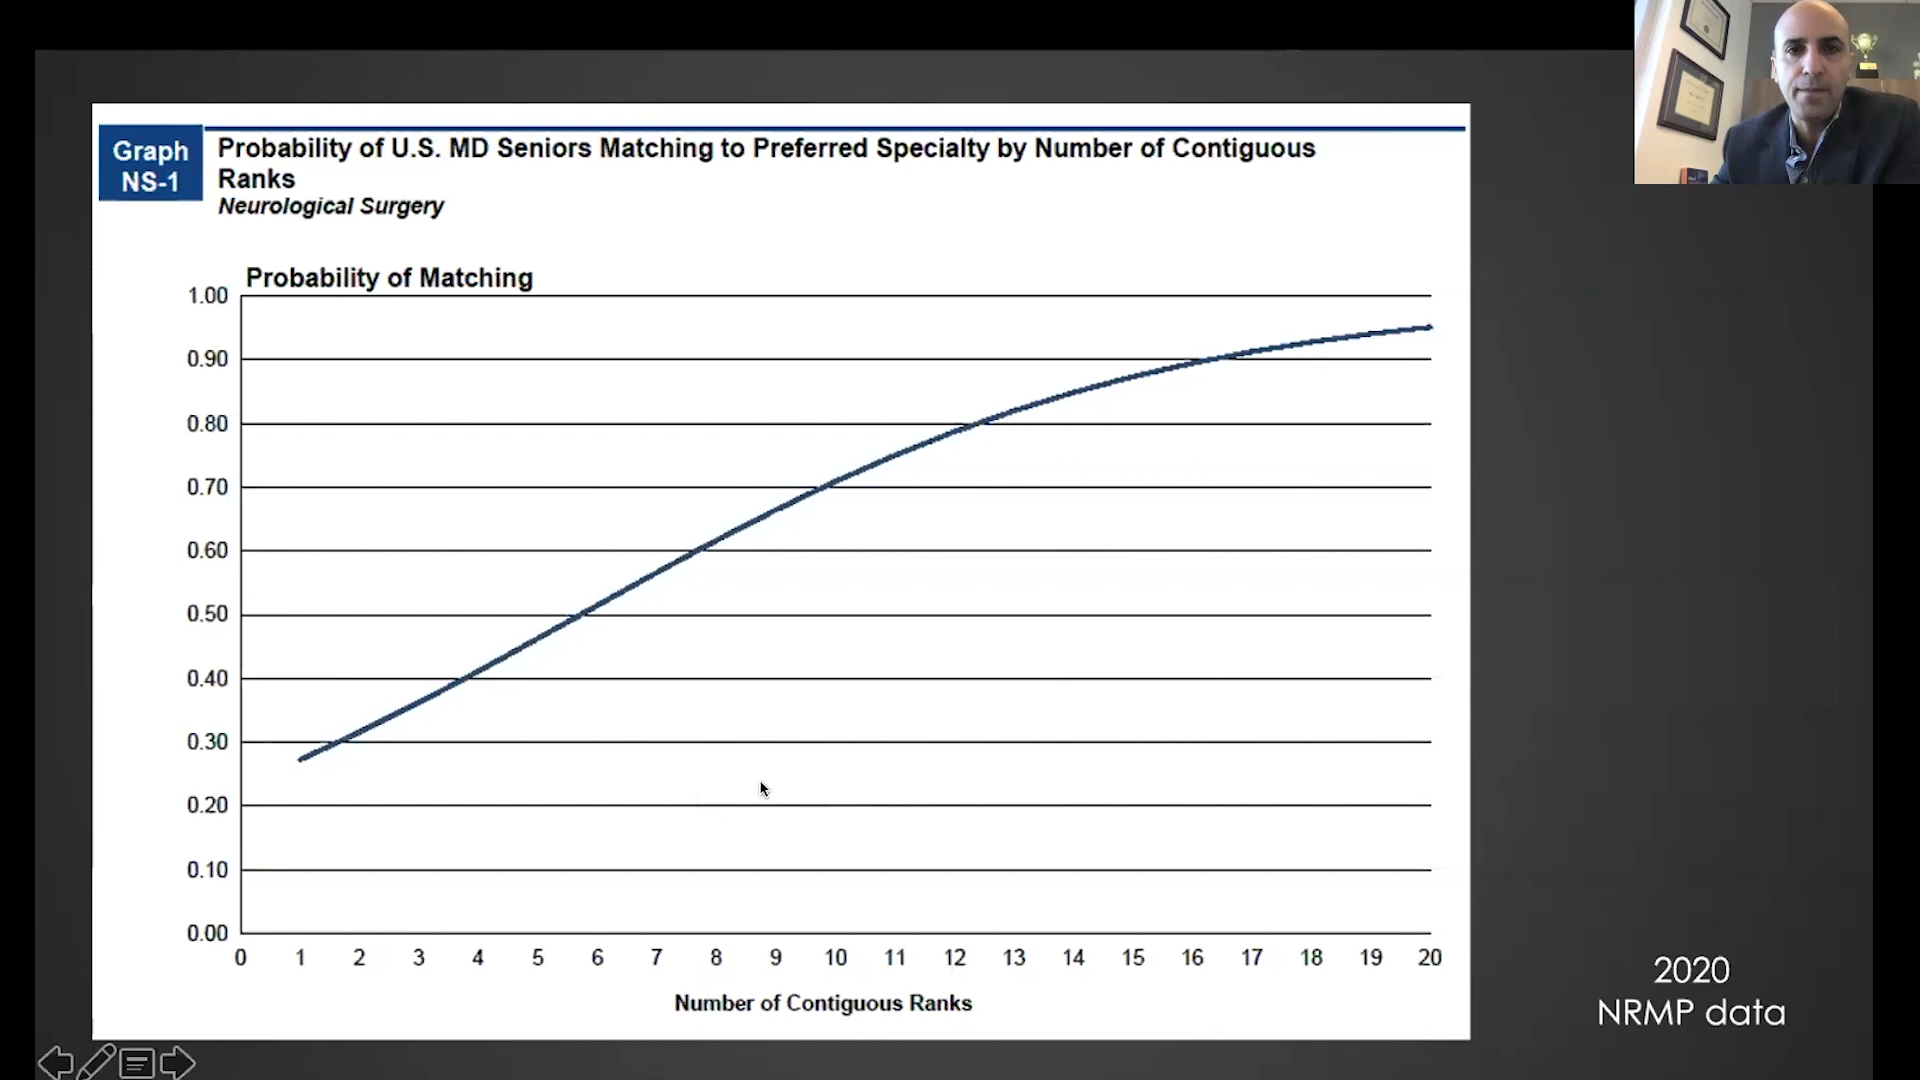 Graph
NS-1
Probability of U.S. MD Seniors Matching to Preferred Specialty by Number of Contiguous
Ranks
Neurological Surgery
Probability of Matching
1.00
0.90
0.80
0.70
0.60
0.50
0.40
0.30
0.20
0.10
0.00
0 1 2 3 4 5 6 7 8 9 10 11 12 13 14 15 16 17 18 19 20
Number of Contiguous Ranks
2020
NRMP data